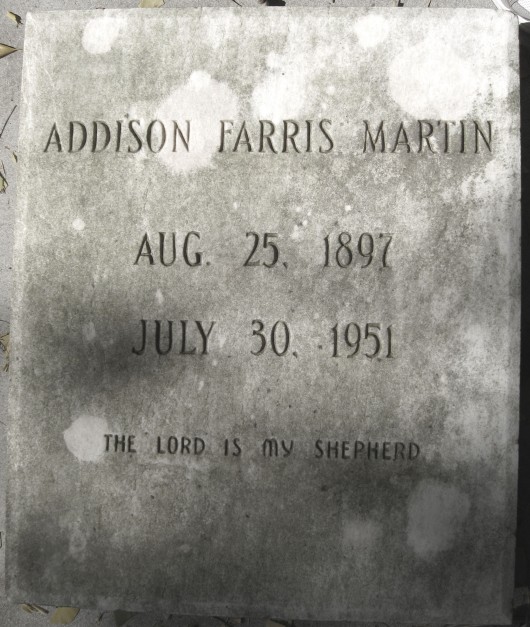 ADDISON FARRIS MARTIN
AUG. 25, 1897
JULY 30, 1951
THE LORD IS MY SHEPHERD